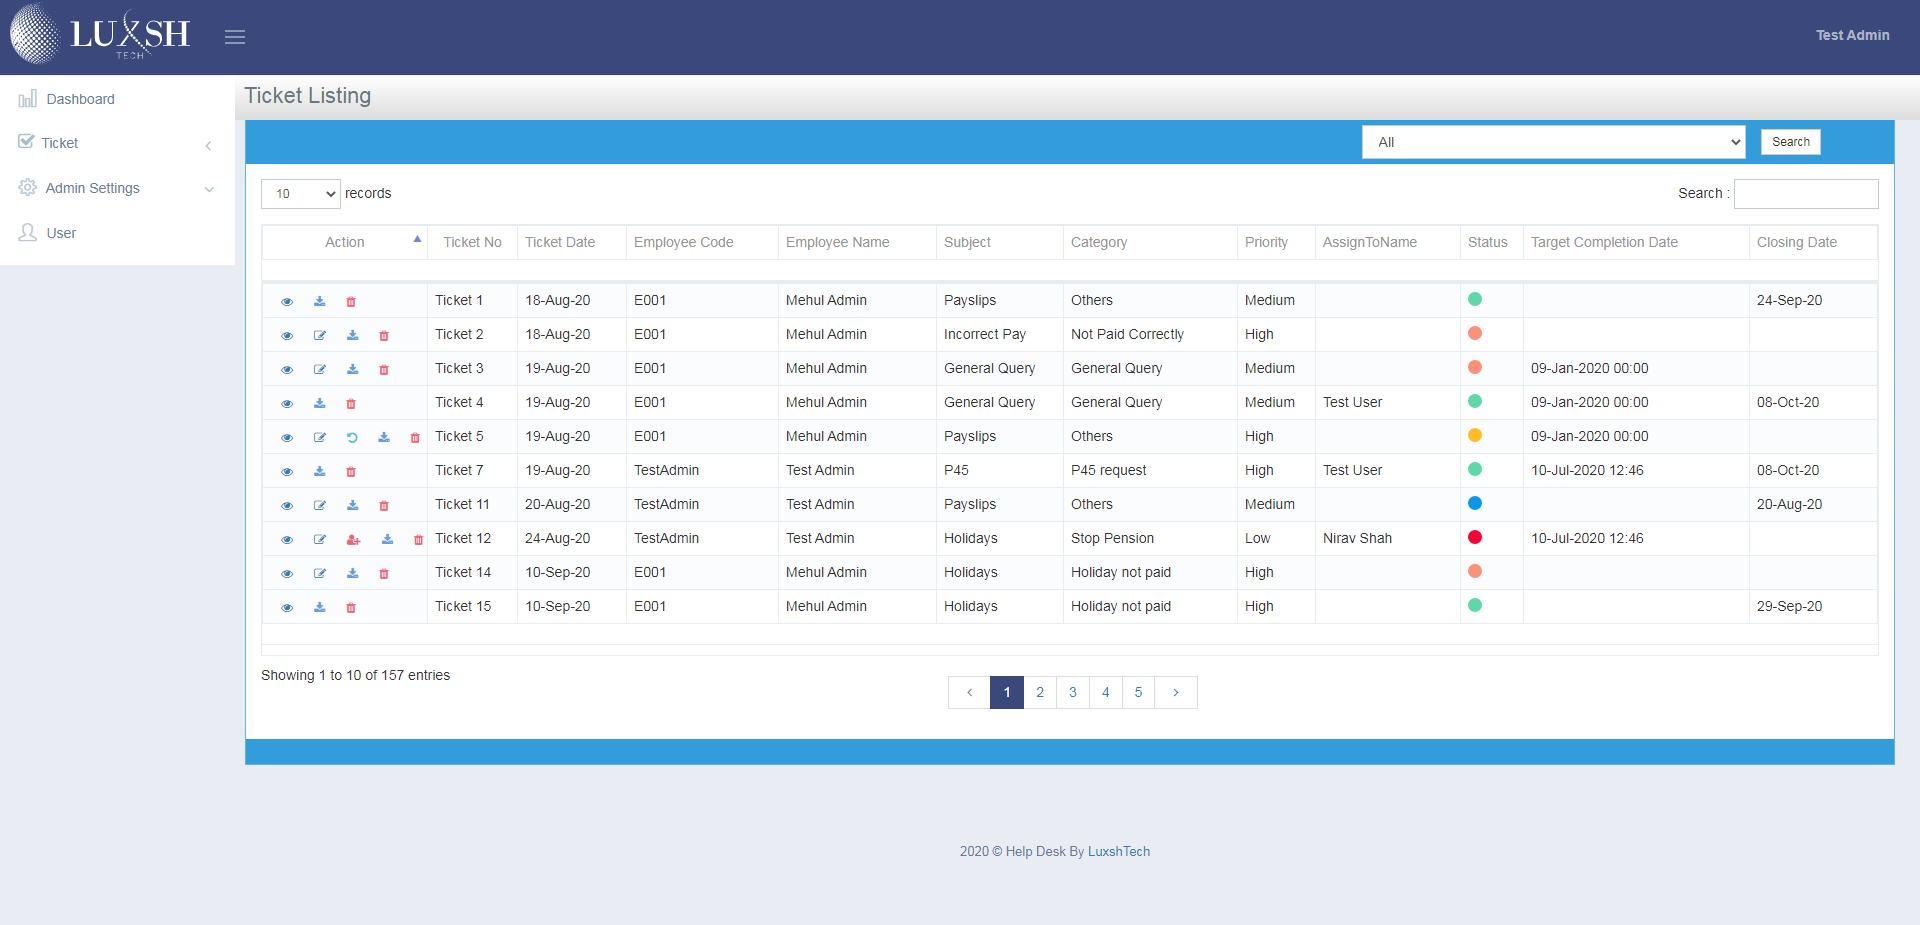 LUXSH
TECH
Test Admin
Dashboard
Ticket
Admin Settings
User
Ticket Listing
All Search
10 records Search :
Action Ticket No Ticket Date Employee Code Employee Name Subject Category Priority AssignToName Status Target Completion Date Closing Date
Ticket 1 18-Aug-20 E001 Mehul Admin Payslips Others Medium 24-Sep-20
Ticket 2 18-Aug-20 E001 Mehul Admin Incorrect Pay Not Paid Correctly High
Ticket 3 19-Aug-20 E001 Mehul Admin General Query General Query Medium 09-Jan-2020 00:00
Ticket 4 19-Aug-20 E001 Mehul Admin General Query General Query Medium Test User 09-Jan-2020 00:00 08-Oct-20
Ticket 5 19-Aug-20 E001 Mehul Admin Payslips Others High 09-Jan-2020 00:00
Ticket 7 19-Aug-20 TestAdmin Test Admin P45 P45 request High Test User 10-Jul-2020 12:46 08-Oct-20
Ticket 11 20-Aug-20 TestAdmin Test Admin Payslips Others Medium 20-Aug-20
Ticket 12 24-Aug-20 TestAdmin Test Admin Holidays Stop Pension Low Nirav Shah 10-Jul-2020 12:46
Ticket 14 10-Sep-20 E001 Mehul Admin Holidays Holiday not paid High
Ticket 15 10-Sep-20 E001 Mehul Admin Holidays Holiday not paid High 29-Sep-20
Showing 1 to 10 of 157 entries
1 2 3 4 5
2020 © Help Desk By LuxshTech